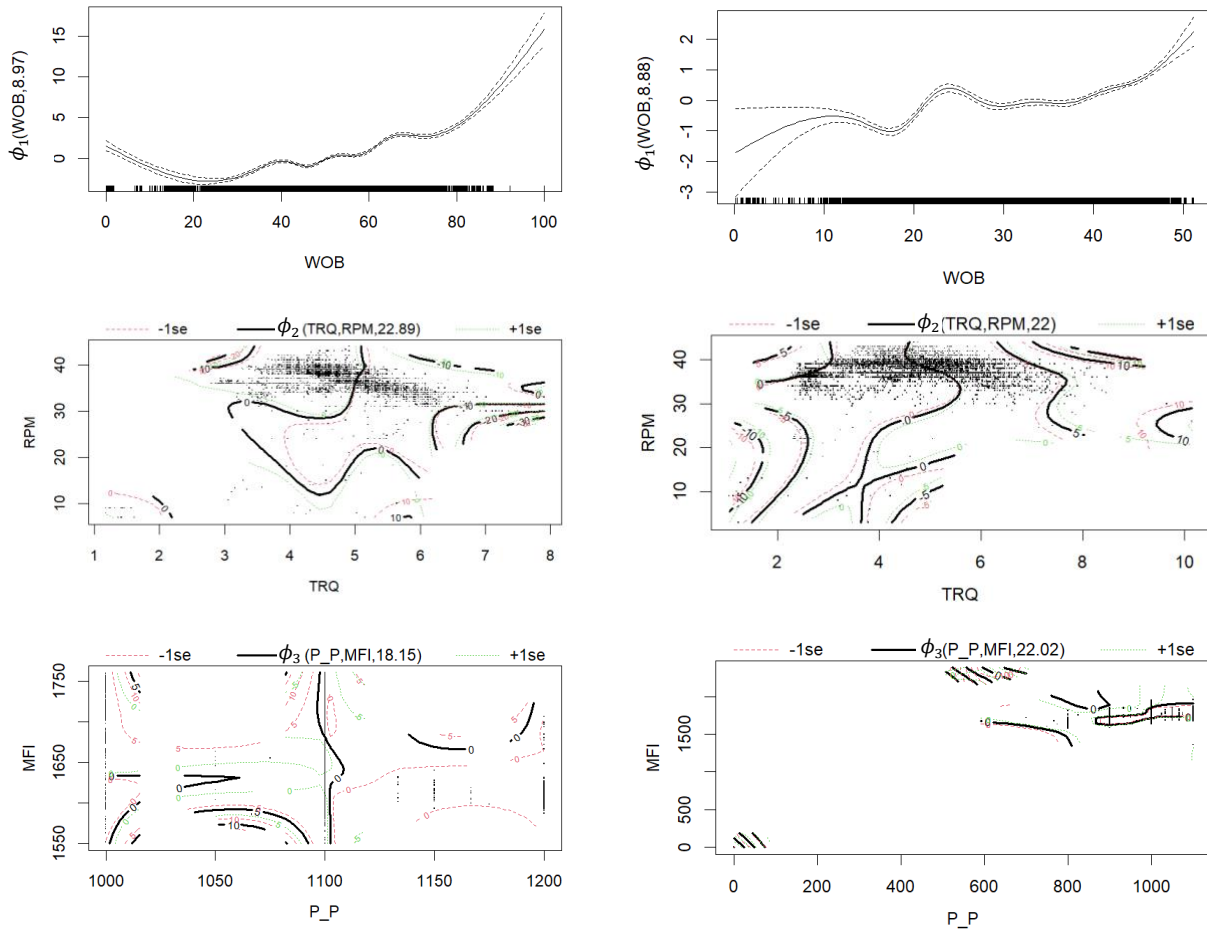 ϕ₁(WOB,8.97)
15
10
5
0
0 20 40 60 80 100
WOB
ϕ₁(WOB,8.88)
2
1
0
-1
-2
-3
0 10 20 30 40 50
WOB
-1se ϕ₂ (TRQ,RPM,22.89) +1se
RPM
40
30
20
10
1 2 3 4 5 6 7 8
TRQ
-1se ϕ₂(TRQ,RPM,22) +1se
RPM
40
30
20
10
2 4 6 8 10
TRQ
-1se ϕ₃ (P_P,MFI,18.15) +1se
MFI
1750
1650
1550
1000 1050 1100 1150 1200
P_P
-1se ϕ₃(P_P,MFI,22.02) +1se
MFI
1500
500
0
0 200 400 600 800 1000
P_P